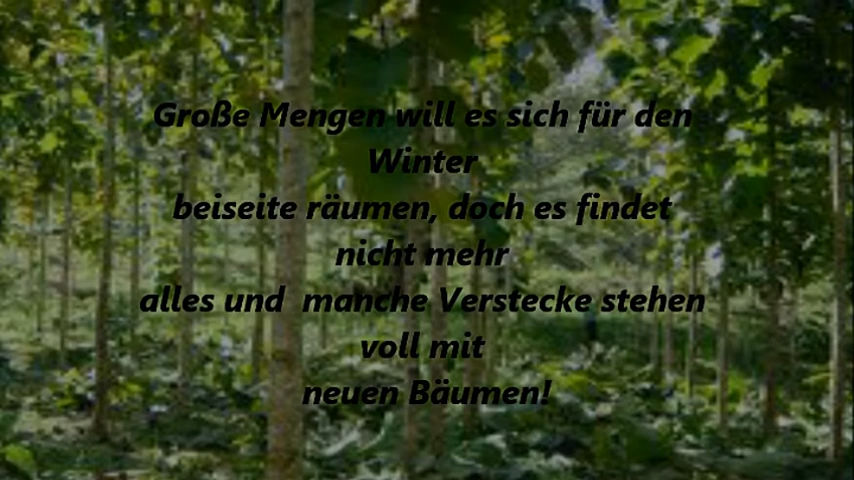 Große Mengen will es sich für den
Winter
beiseite räumen, doch es findet
nicht mehr
alles und  manche Verstecke stehen
voll mit
neuen Bäumen!